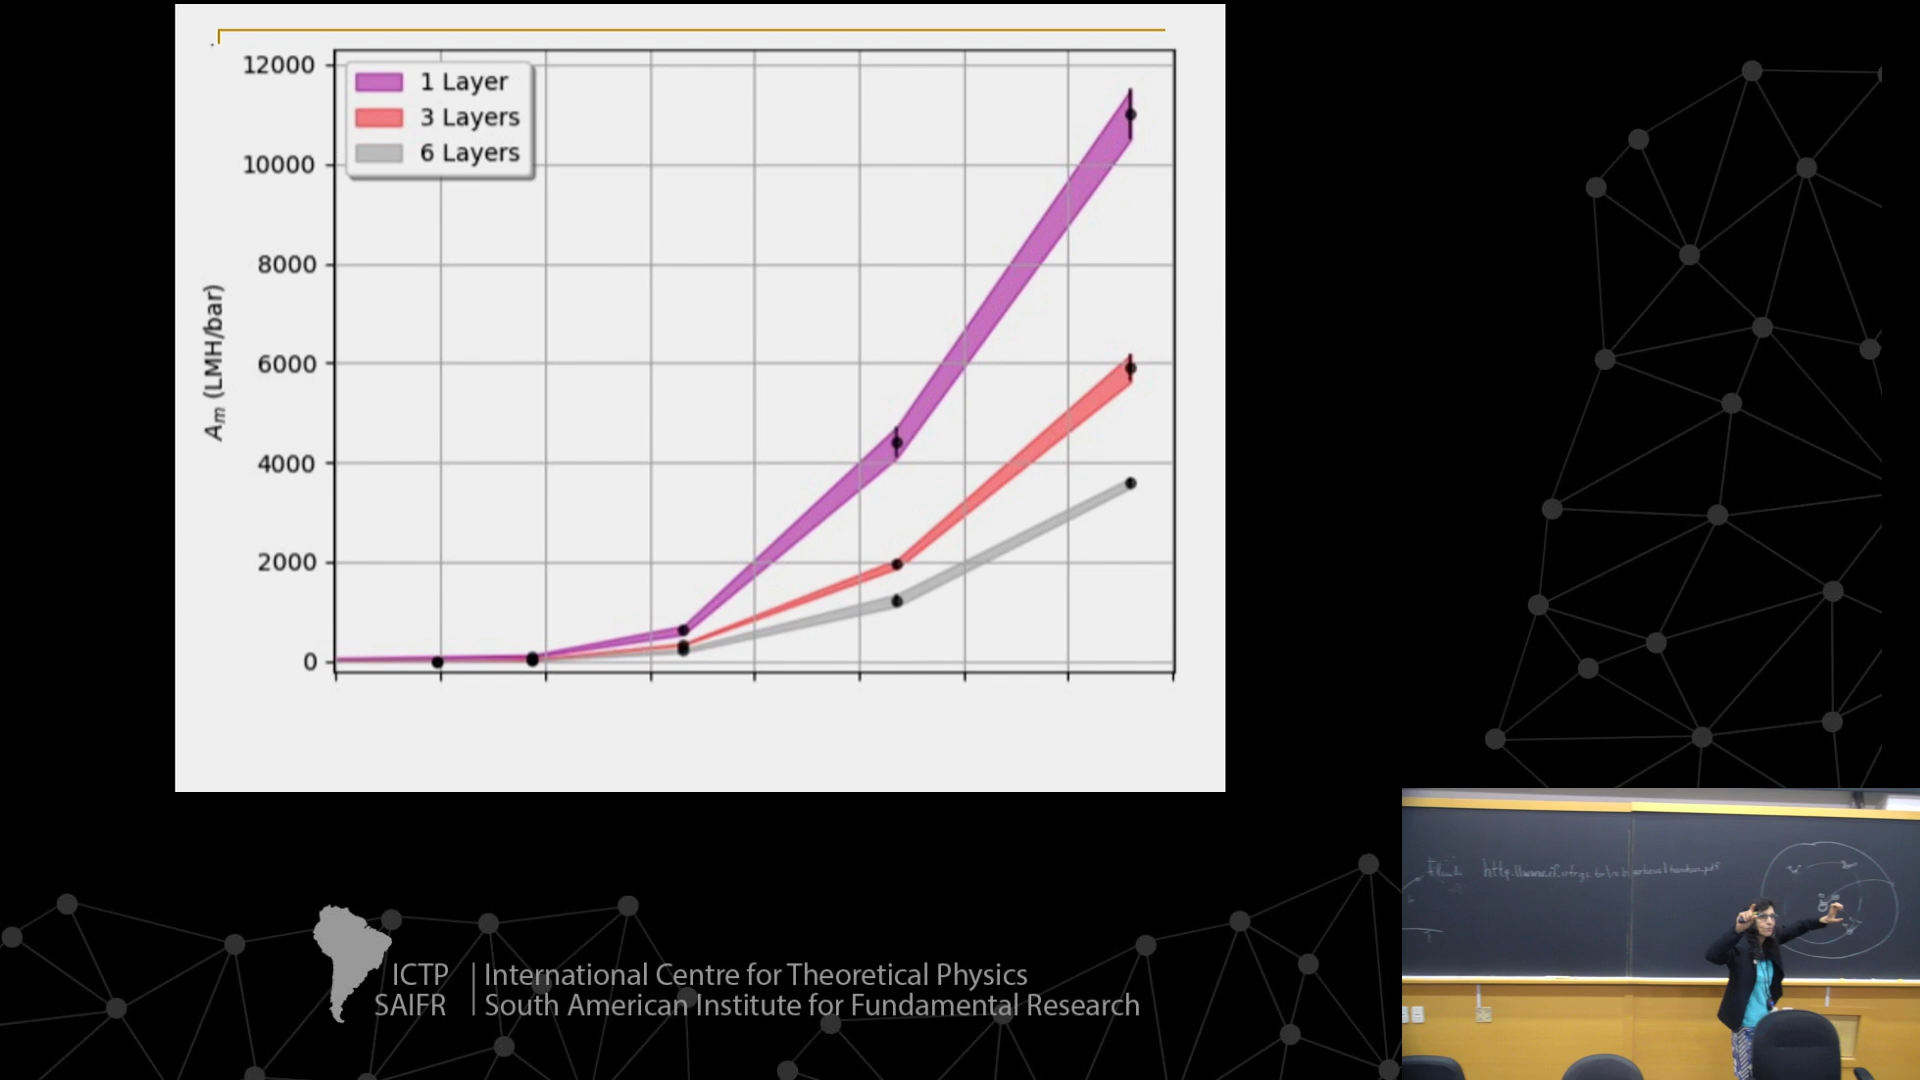 12000
10000
8000
6000
4000
2000
0
A_m (LMH/bar)
1 Layer
3 Layers
6 Layers
ICTP | International Centre for Theoretical Physics
SAIFR | South American Institute for Fundamental Research